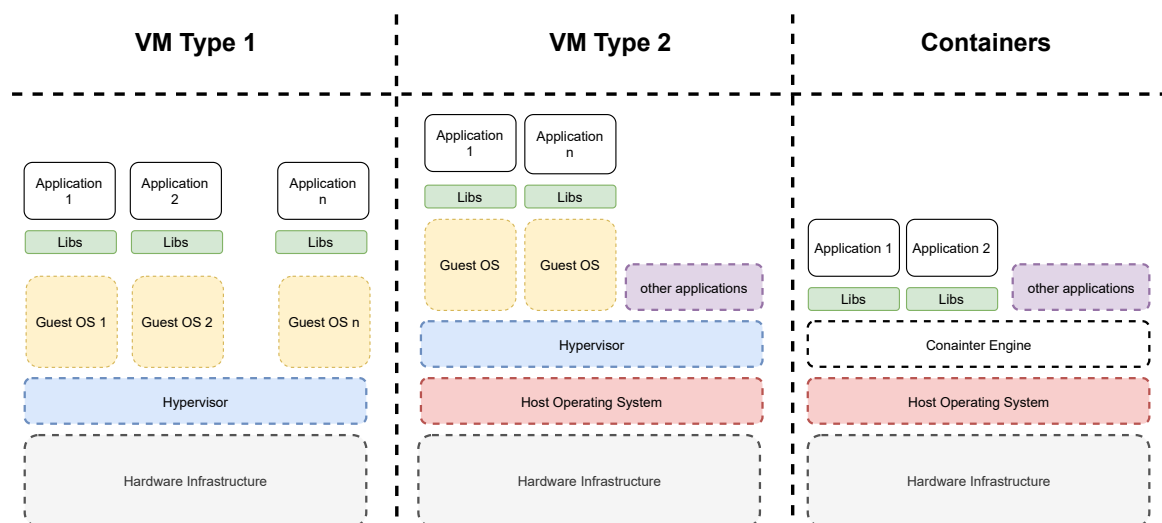 VM Type 1
VM Type 2
Containers
Application
1
Application
2
Application
n
Libs
Libs
Libs
Guest OS 1
Guest OS 2
Guest OS n
Hypervisor
Hardware Infrastructure
Application
1
Application
n
Libs
Libs
Guest OS
Guest OS
other applications
Hypervisor
Host Operating System
Hardware Infrastructure
Application 1
Application 2
Libs
Libs
other applications
Conainter Engine
Host Operating System
Hardware Infrastructure